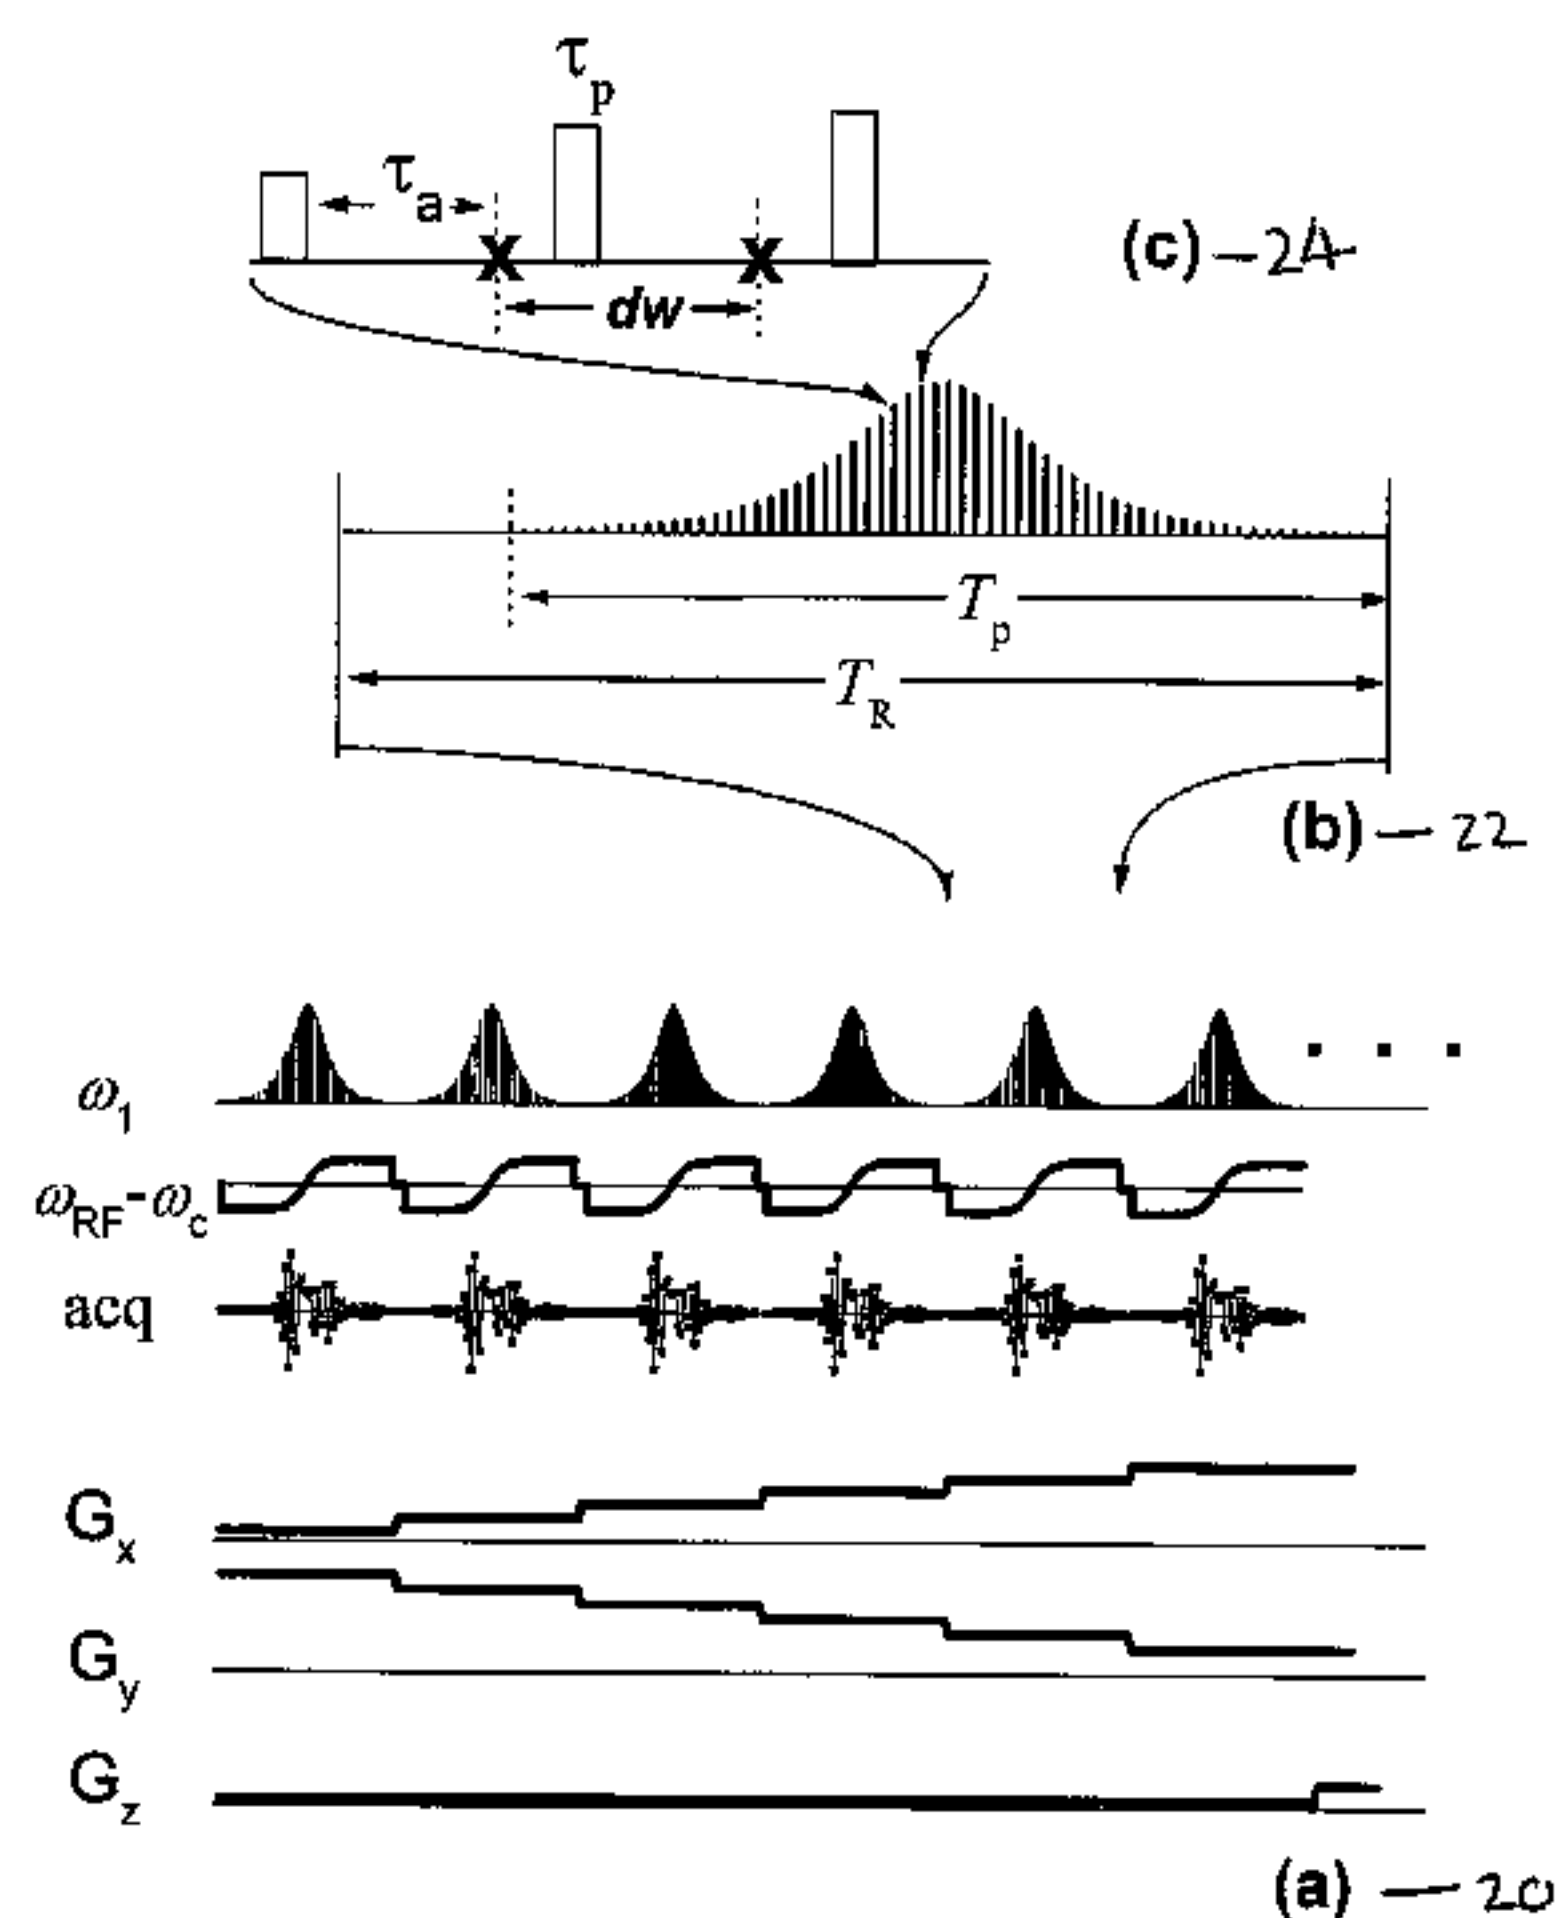 τp
τa
(c) – 24
dw
Tp
TR
(b) – 22
ω1
ωRF-ωc
acq
Gx
Gy
Gz
(a) – 20